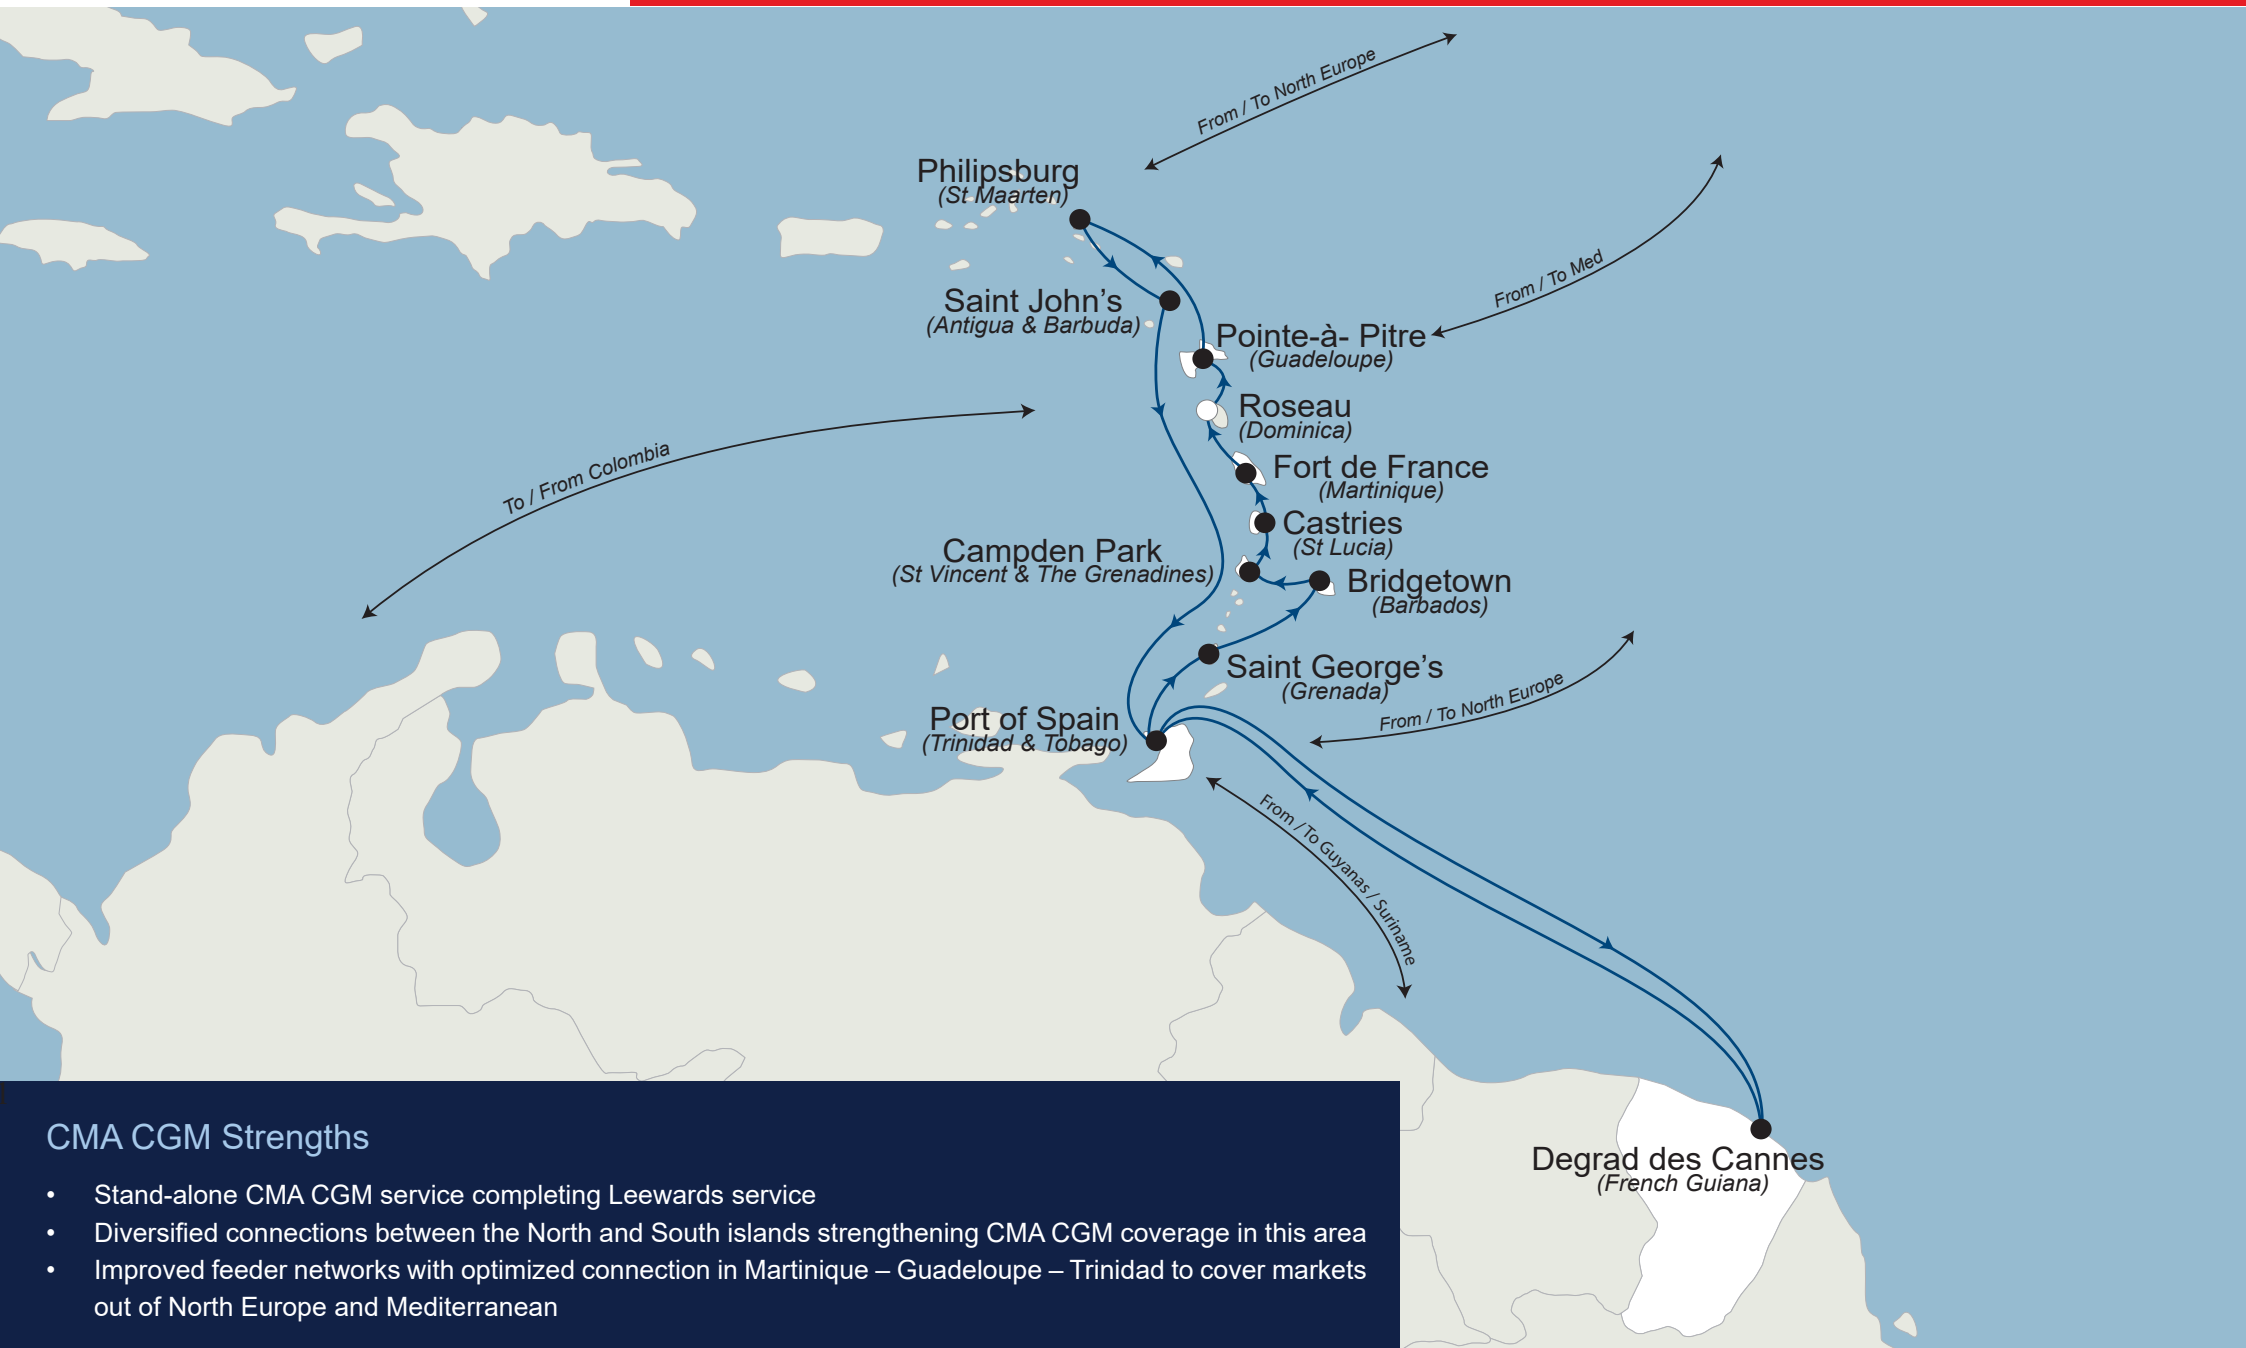 From / To North Europe
Philipsburg
(St Maarten)
From / To Med
Saint John’s
(Antigua & Barbuda)
Pointe-à- Pitre
(Guadeloupe)
Roseau
(Dominica)
To / From Colombia
Fort de France
(Martinique)
Castries
(St Lucia)
Campden Park
(St Vincent & The Grenadines)
Bridgetown
(Barbados)
Saint George’s
(Grenada)
From / To North Europe
Port of Spain
(Trinidad & Tobago)
From / To Guyanas / Suriname
Degrad des Cannes
(French Guiana)
CMA CGM Strengths
• Stand-alone CMA CGM service completing Leewards service
• Diversified connections between the North and South islands strengthening CMA CGM coverage in this area
• Improved feeder networks with optimized connection in Martinique – Guadeloupe – Trinidad to cover markets
out of North Europe and Mediterranean